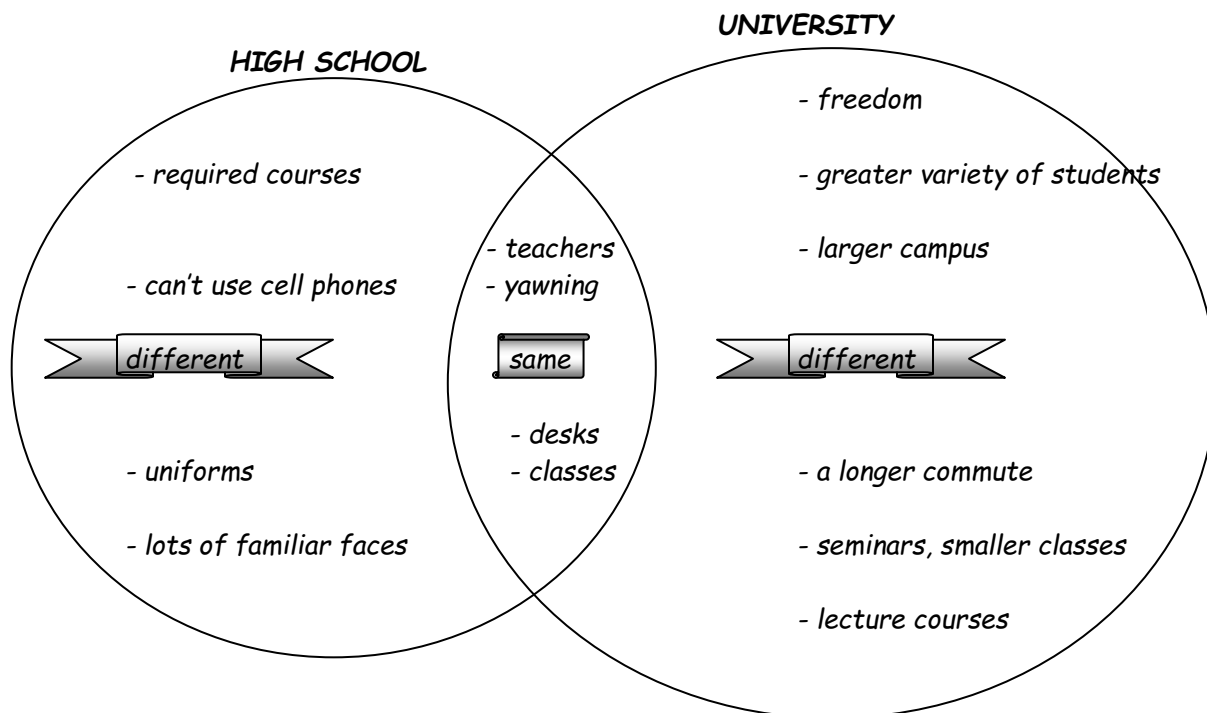 UNIVERSITY
HIGH SCHOOL
- required courses
- can't use cell phones
different
- uniforms
- lots of familiar faces
- teachers
- yawning
same
- desks
- classes
- freedom
- greater variety of students
- larger campus
different
- a longer commute
- seminars, smaller classes
- lecture courses